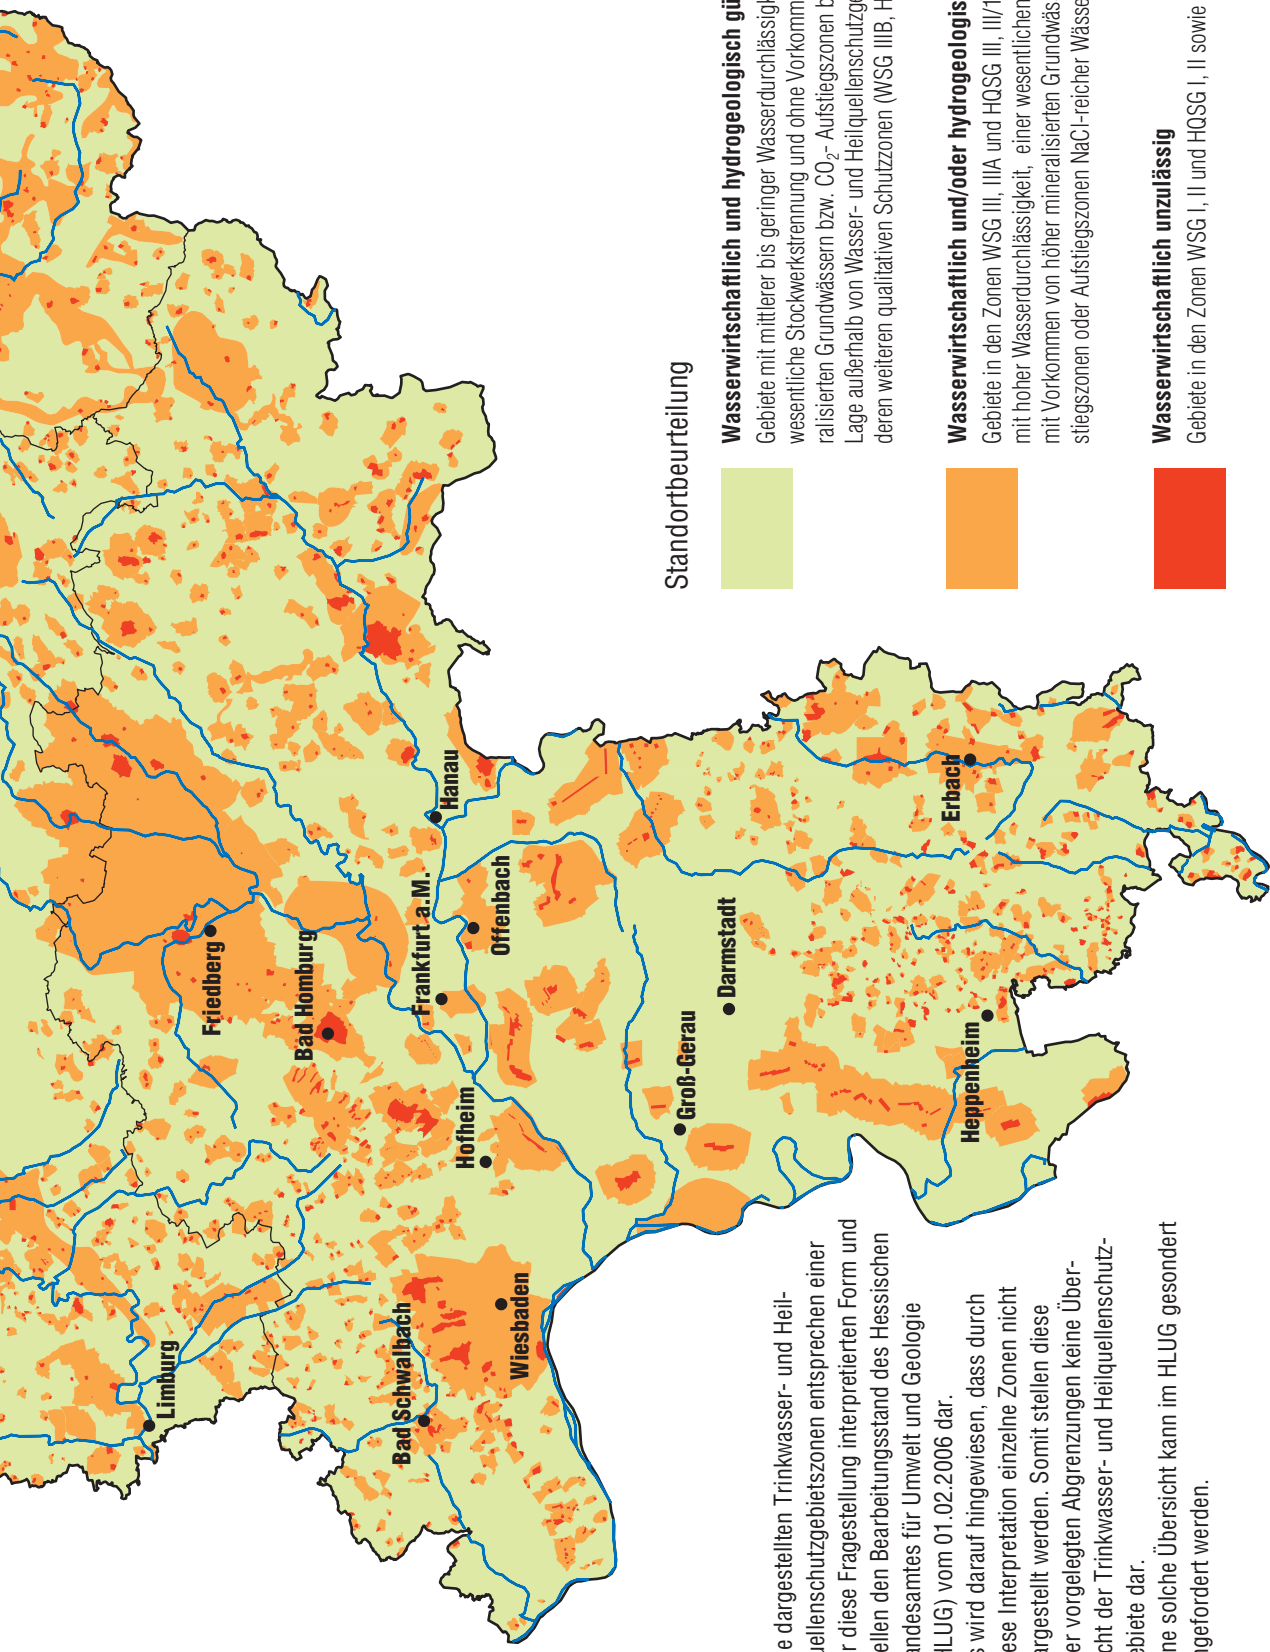 Limburg
Friedberg
Bad Homburg
Hanau
Frankfurt a.M.
Offenbach
Hofheim
Bad Schwalbach
Wiesbaden
Groß-Gerau
Darmstadt
Erbach
Heppenheim
e dargestellten Trinkwasser- und Heil-
uellenschutzgebietszonen entsprechen einer
r diese Fragestellung interpretierten Form und
ellen den Bearbeitungsstand des Hessischen
andesamtes für Umwelt und Geologie
HLUG) vom 01.02.2006 dar.
s wird darauf hingewiesen, dass durch
ese Interpretation einzelne Zonen nicht
argestellt werden. Somit stellen diese
er vorgelegten Abgrenzungen keine Über-
cht der Trinkwasser- und Heilquellenschutz-
ebiete dar.
ne solche Übersicht kann im HLUG gesondert
ngefordert werden.
Standortbeurteilung
Wasserwirtschaftlich und hydrogeologisch gü
Gebiete mit mittlerer bis geringer Wasserdurchlässigk
wesentliche Stockwerkstrennung und ohne Vorkomm
ralisierten Grundwässern bzw. CO₂- Aufstiegszonen b
Lage außerhalb von Wasser- und Heilquellenschutzge
deren weiteren qualitativen Schutzzonen (WSG IIIB, H
Wasserwirtschaftlich und/oder hydrogeologis
Gebiete in den Zonen WSG III, IIIA und HQSG III, III/1
mit hoher Wasserdurchlässigkeit, einer wesentlichen
mit Vorkommen von höher mineralisierten Grundwäs
stiegszonen oder Aufstiegszonen NaCl-reicher Wässe
Wasserwirtschaftlich unzulässig
Gebiete in den Zonen WSG I, II und HQSG I, II sowie